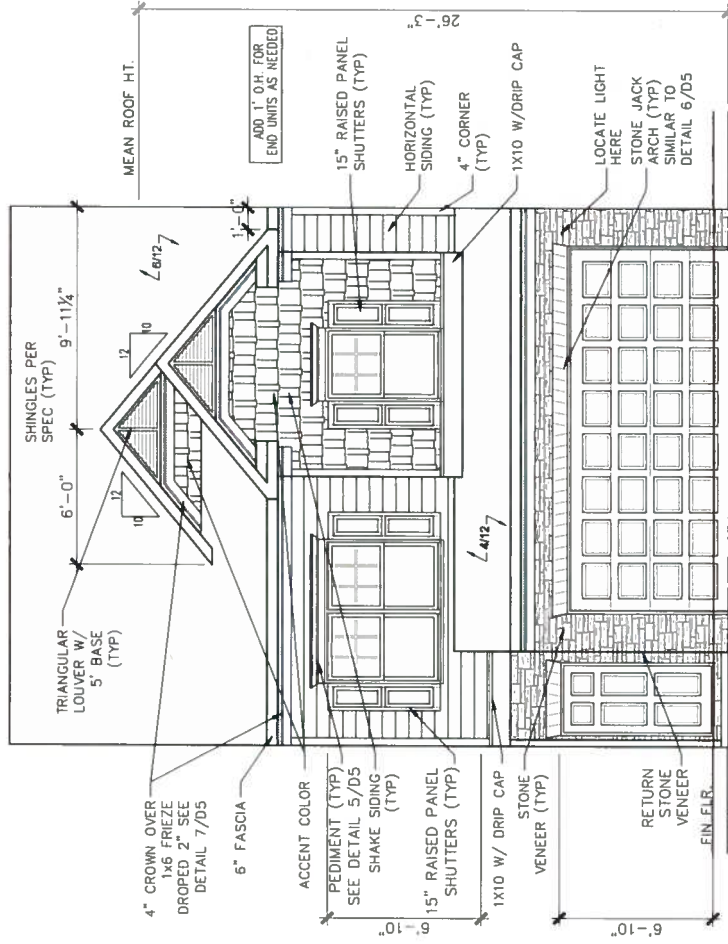 SHINGLES PER
SPEC (TYP)
6'-0"
9'-11¼"
12
10
12
10
6/12
1'-0"
MEAN ROOF HT.
26'-3"
ADD 1' O.H. FOR
END UNITS AS NEEDED
15" RAISED PANEL
SHUTTERS (TYP)
HORIZONTAL
SIDING (TYP)
4" CORNER
(TYP)
1X10 W/DRIP CAP
LOCATE LIGHT
HERE
STONE JACK
ARCH (TYP)
SIMILAR TO
DETAIL 6/D5
TRIANGULAR
LOUVER W/
5' BASE
(TYP)
4" CROWN OVER
1x6 FRIEZE
DROPED 2" SEE
DETAIL 7/D5
6" FASCIA
ACCENT COLOR
PEDIMENT (TYP)
SEE DETAIL 5/D5
SHAKE SIDING
(TYP)
15" RAISED PANEL
SHUTTERS (TYP)
1X10 W/ DRIP CAP
STONE
VENEER (TYP)
RETURN
STONE
VENEER
FIN FLR.
6'-10"
6'-10"
4/12